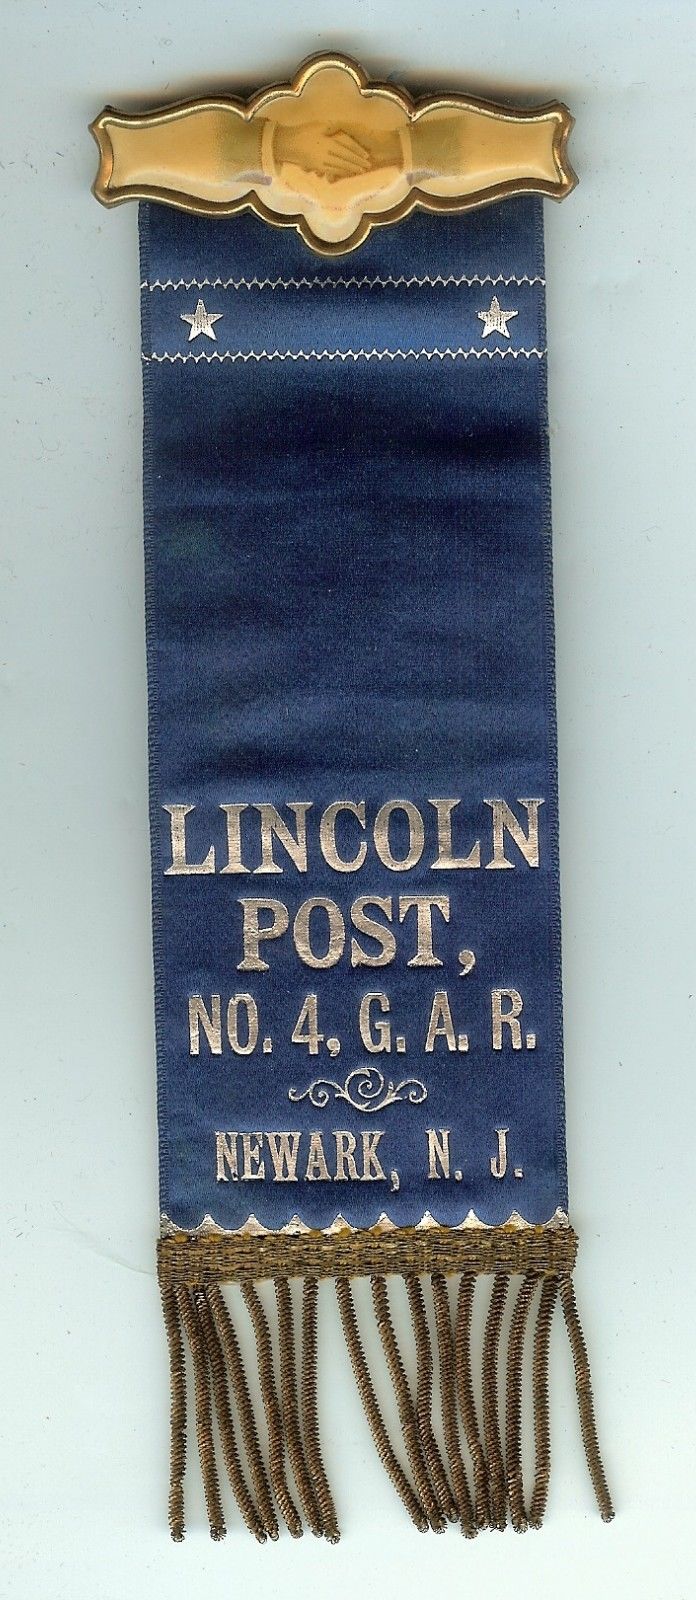 LINCOLN
POST,
NO. 4, G. A. R.
NEWARK, N. J.